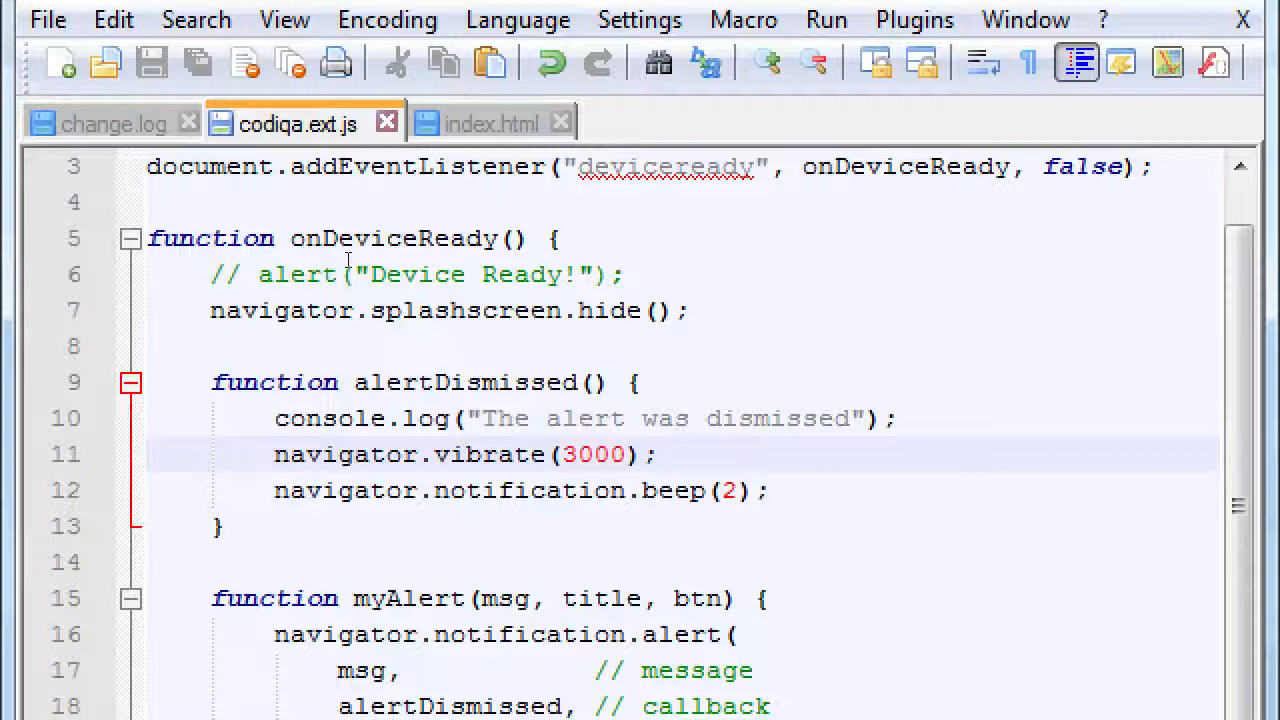 File Edit Search View Encoding Language Settings Macro Run Plugins Window ? X
change.log codiqa.ext.js index.html
3 document.addEventListener("deviceready", onDeviceReady, false);
4
5 function onDeviceReady() {
6 // alert("Device Ready!");
7 navigator.splashscreen.hide();
8
9 function alertDismissed() {
10 console.log("The alert was dismissed");
11 navigator.vibrate(3000);
12 navigator.notification.beep(2);
13 }
14
15 function myAlert(msg, title, btn) {
16 navigator.notification.alert(
17 msg, // message
18 alertDismissed, // callback